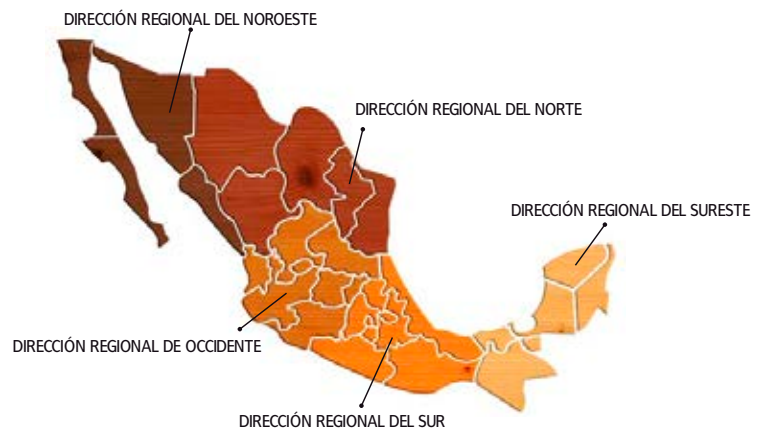 DIRECCIÓN REGIONAL DEL NOROESTE
DIRECCIÓN REGIONAL DEL NORTE
DIRECCIÓN REGIONAL DEL SURESTE
DIRECCIÓN REGIONAL DE OCCIDENTE
DIRECCIÓN REGIONAL DEL SUR